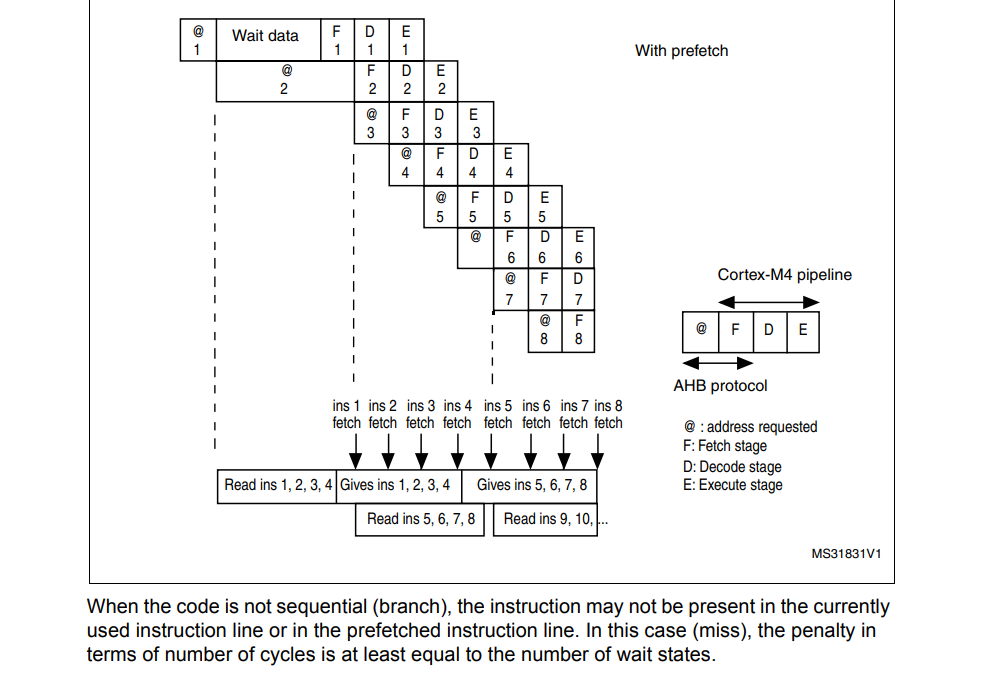 @ Wait data F D E
1 1 1 1
With prefetch
@ F D E
2 2 2 2
@ F D E
3 3 3 3
@ F D E
4 4 4 4
@ F D E
5 5 5 5
@ F D E
6 6 6
@ F D
7 7 7
@ F
8 8
Cortex-M4 pipeline
@ F D E
AHB protocol
ins 1 ins 2 ins 3 ins 4 ins 5 ins 6 ins 7 ins 8
fetch fetch fetch fetch fetch fetch fetch fetch
@ : address requested
F: Fetch stage
D: Decode stage
E: Execute stage
Read ins 1, 2, 3, 4 Gives ins 1, 2, 3, 4 Gives ins 5, 6, 7, 8
Read ins 5, 6, 7, 8 Read ins 9, 10, ...
MS31831V1
When the code is not sequential (branch), the instruction may not be present in the currently
used instruction line or in the prefetched instruction line. In this case (miss), the penalty in
terms of number of cycles is at least equal to the number of wait states.